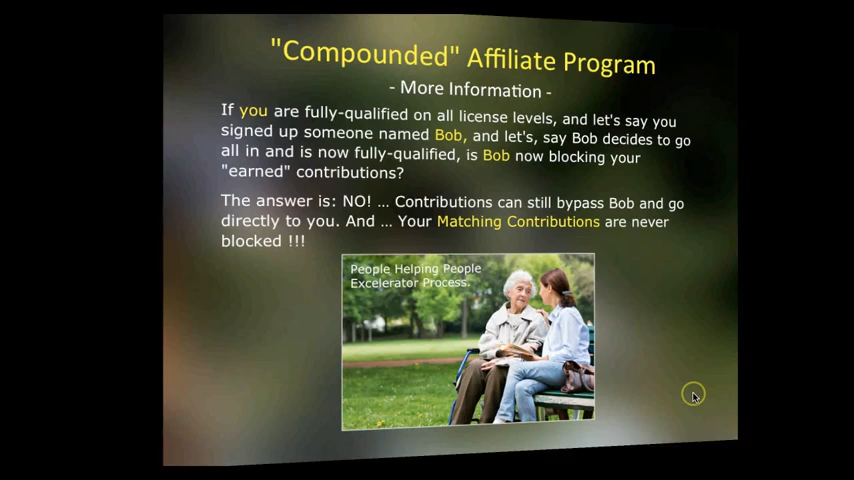 "Compounded" Affiliate Program
- More Information -
If you are fully-qualified on all license levels, and let's say you
signed up someone named Bob, and let's, say Bob decides to go
all in and is now fully-qualified, is Bob now blocking your
"earned" contributions?
The answer is: NO! ... Contributions can still bypass Bob and go
directly to you. And ... Your Matching Contributions are never
blocked !!!
People Helping People
Excelerator Process.